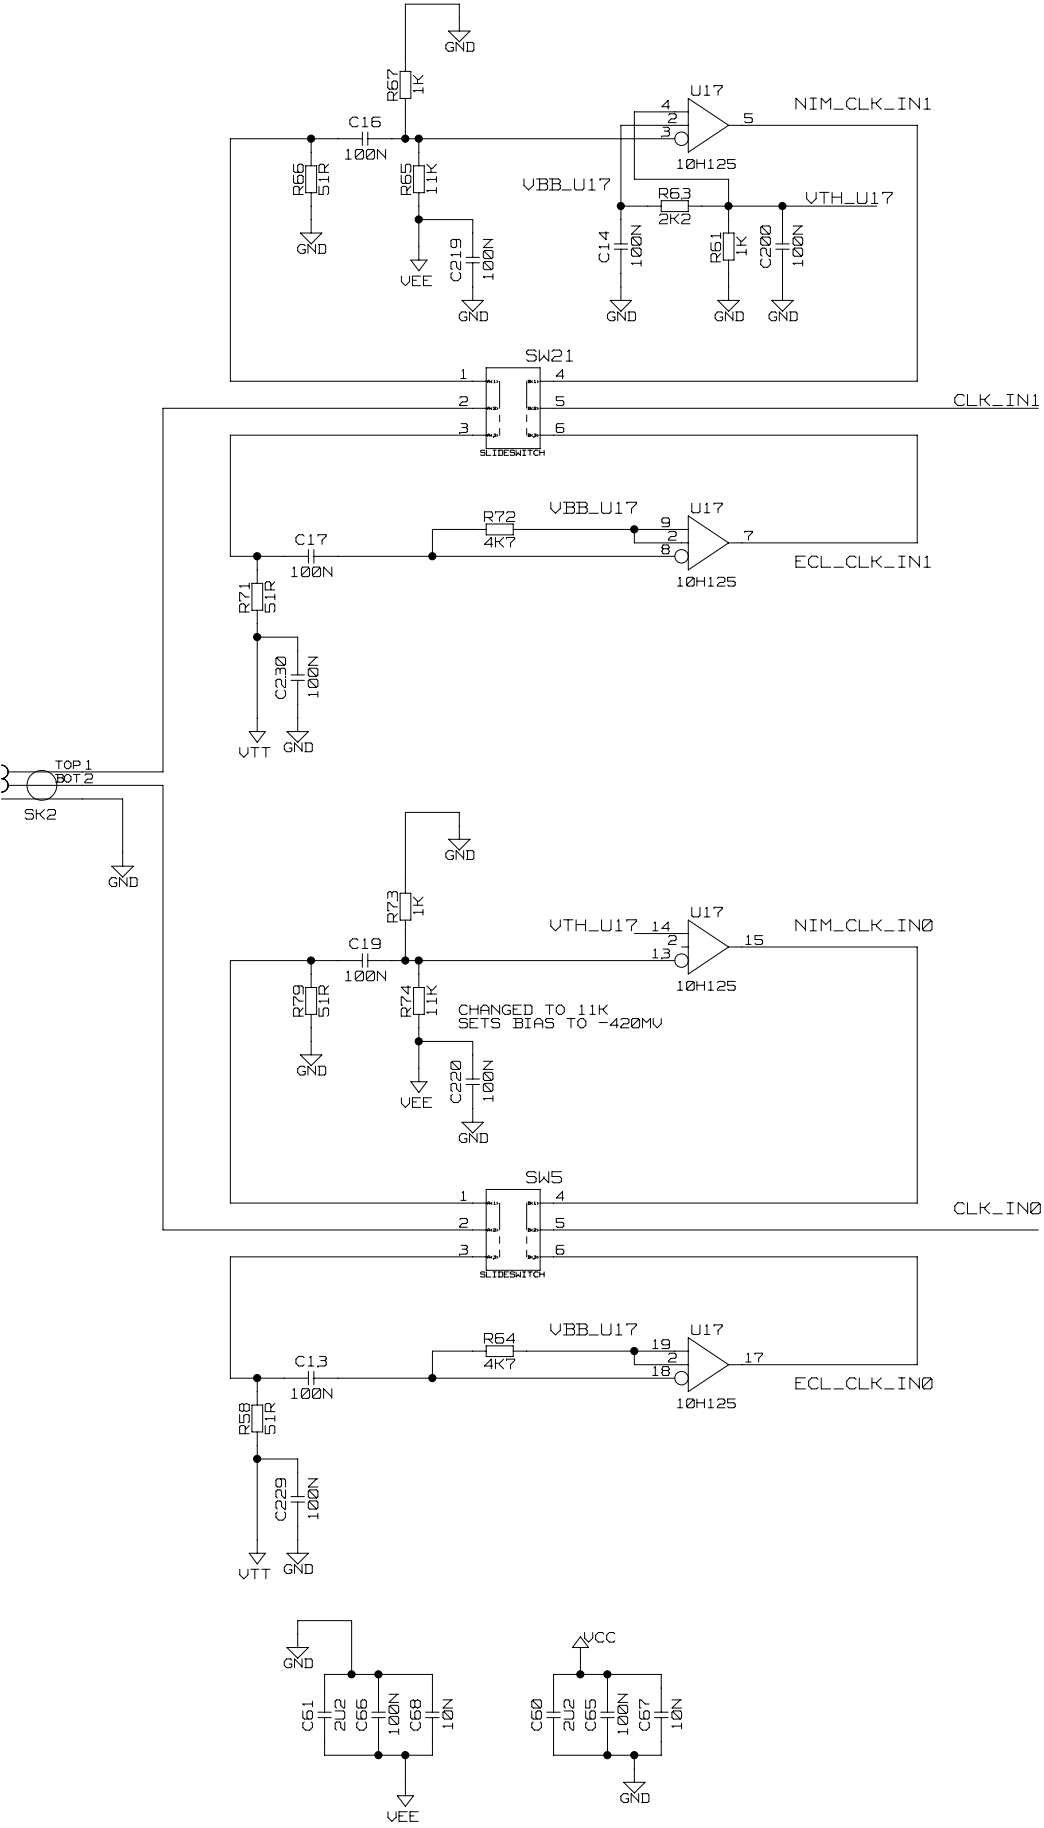 GND
R67
1K
U17
NIM_CLK_IN1
4
2
3
5
10H125
C16
100N
R66
51R
GND
R65
11K
VEE
C219
100N
GND
VBB_U17
R63
2K2
VTH_U17
C14
100N
GND
R61
1K
GND
C200
100N
GND
SW21
1
2
3
4
5
6
SLIDESWITCH
CLK_IN1
VBB_U17
R72
4K7
U17
9
2
8
7
10H125
ECL_CLK_IN1
C17
100N
R71
51R
C230
100N
VTT
GND
TOP 1
BOT 2
SK2
GND
GND
R73
1K
VTH_U17
14
2
13
U17
15
NIM_CLK_IN0
10H125
C19
100N
R79
51R
GND
R74
11K
CHANGED TO 11K
SETS BIAS TO -420MV
VEE
C220
100N
GND
SW5
1
2
3
4
5
6
SLIDESWITCH
CLK_IN0
VBB_U17
R64
4K7
U17
19
2
18
17
10H125
ECL_CLK_IN0
C13
100N
R58
51R
C229
100N
VTT
GND
GND
C61
2U2
C66
100N
C68
10N
VEE
VCC
C60
2U2
C65
100N
C67
10N
GND